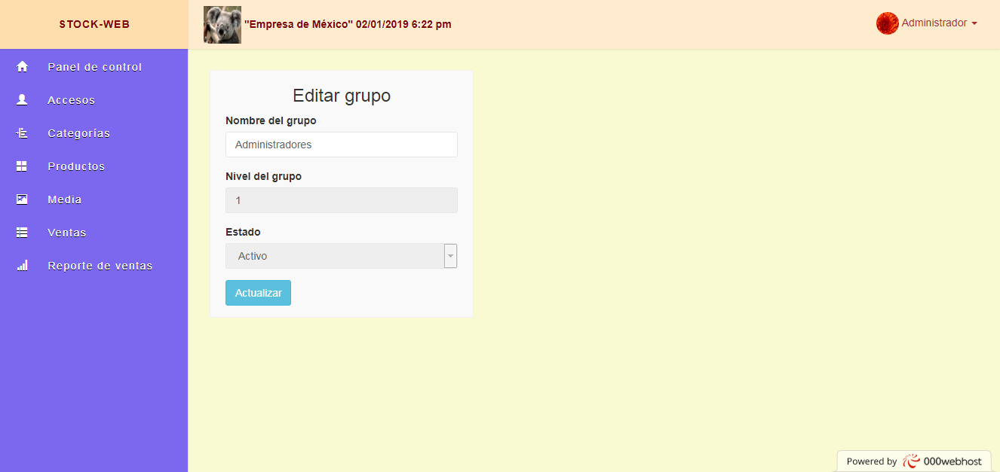 STOCK-WEB
"Empresa de México" 02/01/2019 6:22 pm
Administrador
Panel de control
Accesos
Categorías
Productos
Media
Ventas
Reporte de ventas
Editar grupo
Nombre del grupo
Administradores
Nivel del grupo
1
Estado
Activo
Actualizar
Powered by 000webhost